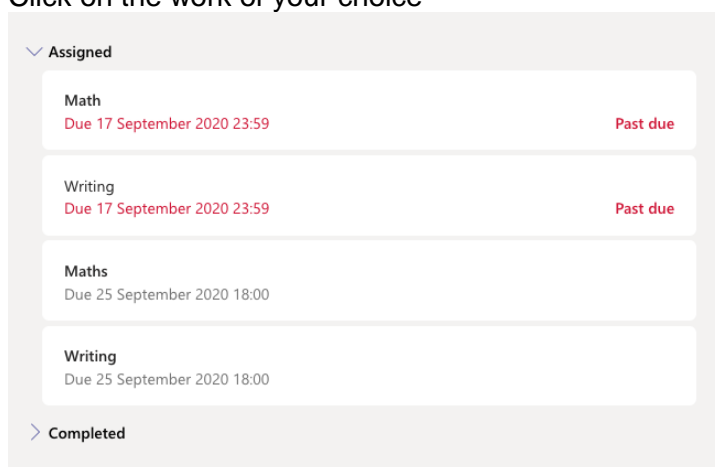 Click on the work of your choice
Assigned
Math
Due 17 September 2020 23:59
Past due
Writing
Due 17 September 2020 23:59
Past due
Maths
Due 25 September 2020 18:00
Writing
Due 25 September 2020 18:00
Completed